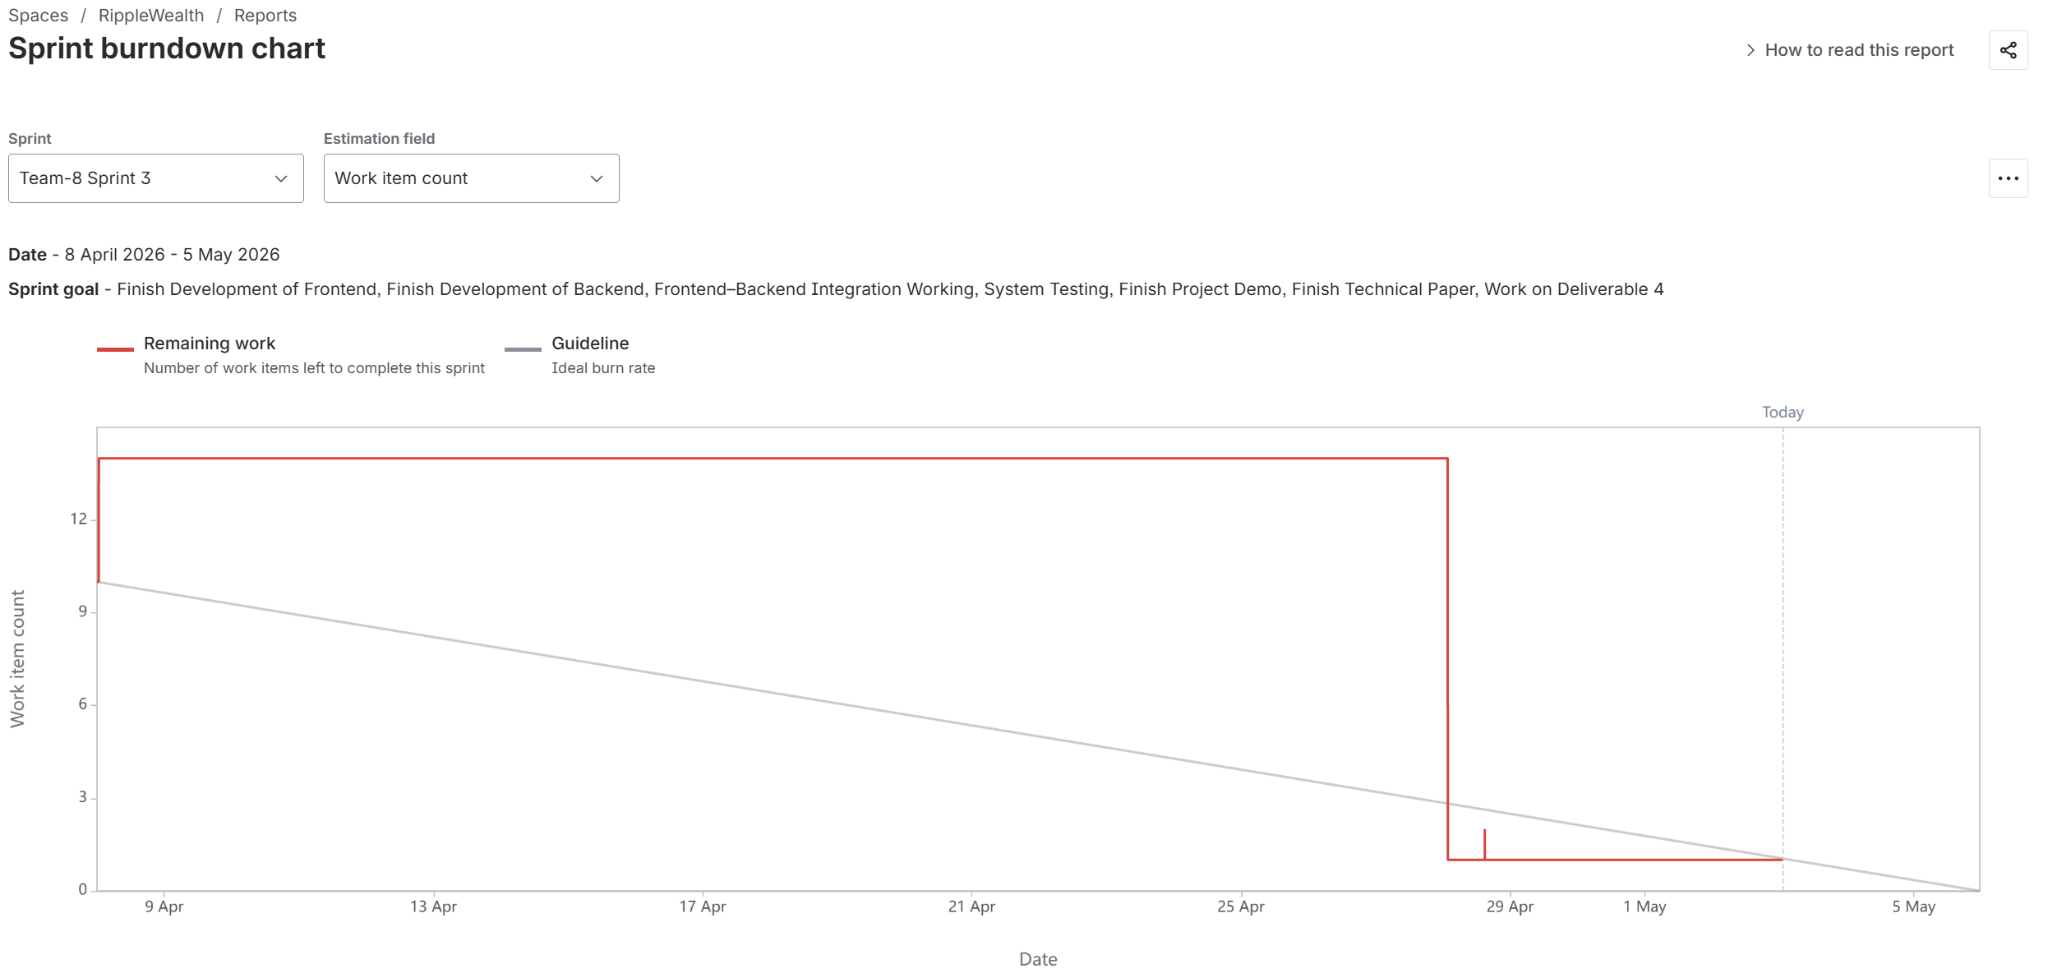 Spaces / RippleWealth / Reports
Sprint burndown chart
How to read this report
Sprint
Estimation field
Team-8 Sprint 3
Work item count
Date - 8 April 2026 - 5 May 2026
Sprint goal - Finish Development of Frontend, Finish Development of Backend, Frontend–Backend Integration Working, System Testing, Finish Project Demo, Finish Technical Paper, Work on Deliverable 4
Remaining work
Number of work items left to complete this sprint
Guideline
Ideal burn rate
Today
12
9
6
3
0
Work item count
9 Apr
13 Apr
17 Apr
21 Apr
25 Apr
29 Apr
1 May
5 May
Date